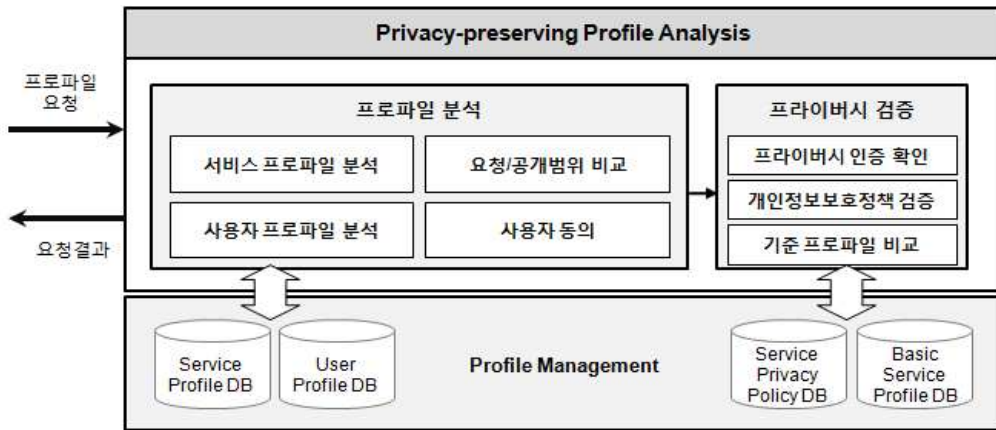 Privacy-preserving Profile Analysis
프로파일
요청
요청결과
프로파일 분석
서비스 프로파일 분석
요청/공개범위 비교
사용자 프로파일 분석
사용자 동의
프라이버시 검증
프라이버시 인증 확인
개인정보보호정책 검증
기준 프로파일 비교
Service
Profile DB
User
Profile DB
Profile Management
Service
Privacy
Policy DB
Basic
Service
Profile DB